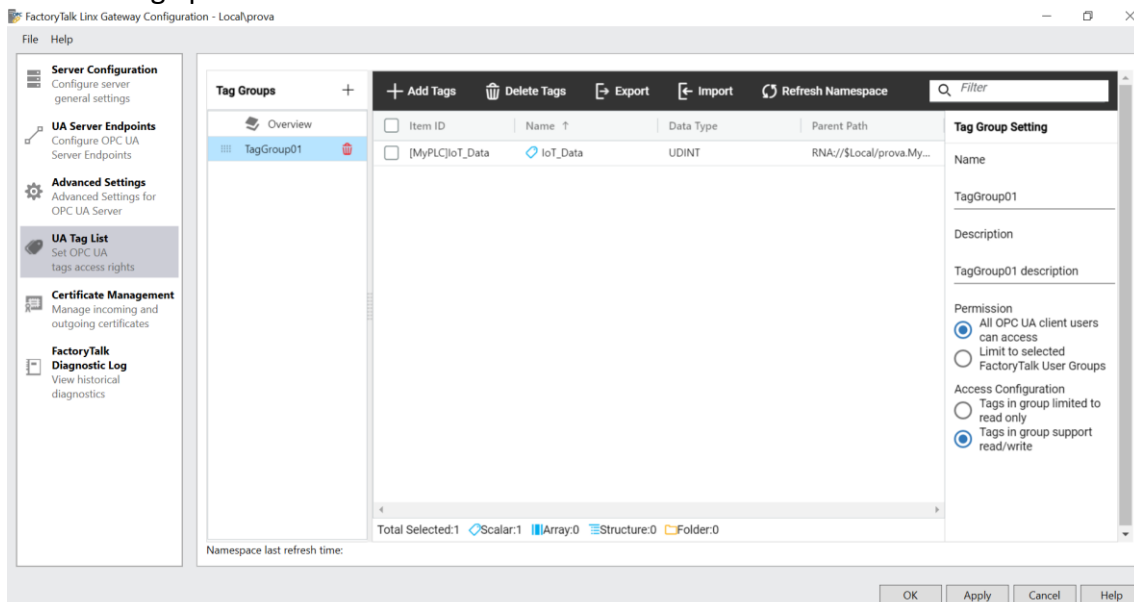 FactoryTalk Linx Gateway Configuration - Local\prova
File Help
Server Configuration
Configure server
general settings
UA Server Endpoints
Configure OPC UA
Server Endpoints
Advanced Settings
Advanced Settings for
OPC UA Server
UA Tag List
Set OPC UA
tags access rights
Certificate Management
Manage incoming and
outgoing certificates
FactoryTalk
Diagnostic Log
View historical
diagnostics
Tag Groups +
Overview
TagGroup01
Add Tags Delete Tags Export Import Refresh Namespace Filter
Item ID Name ↑ Data Type Parent Path
[MyPLC]IoT_Data IoT_Data UDINT RNA://$Local/prova.My...
Tag Group Setting
Name
TagGroup01
Description
TagGroup01 description
Permission
All OPC UA client users
can access
Limit to selected
FactoryTalk User Groups
Access Configuration
Tags in group limited to
read only
Tags in group support
read/write
Total Selected:1 Scalar:1 Array:0 Structure:0 Folder:0
Namespace last refresh time:
OK Apply Cancel Help